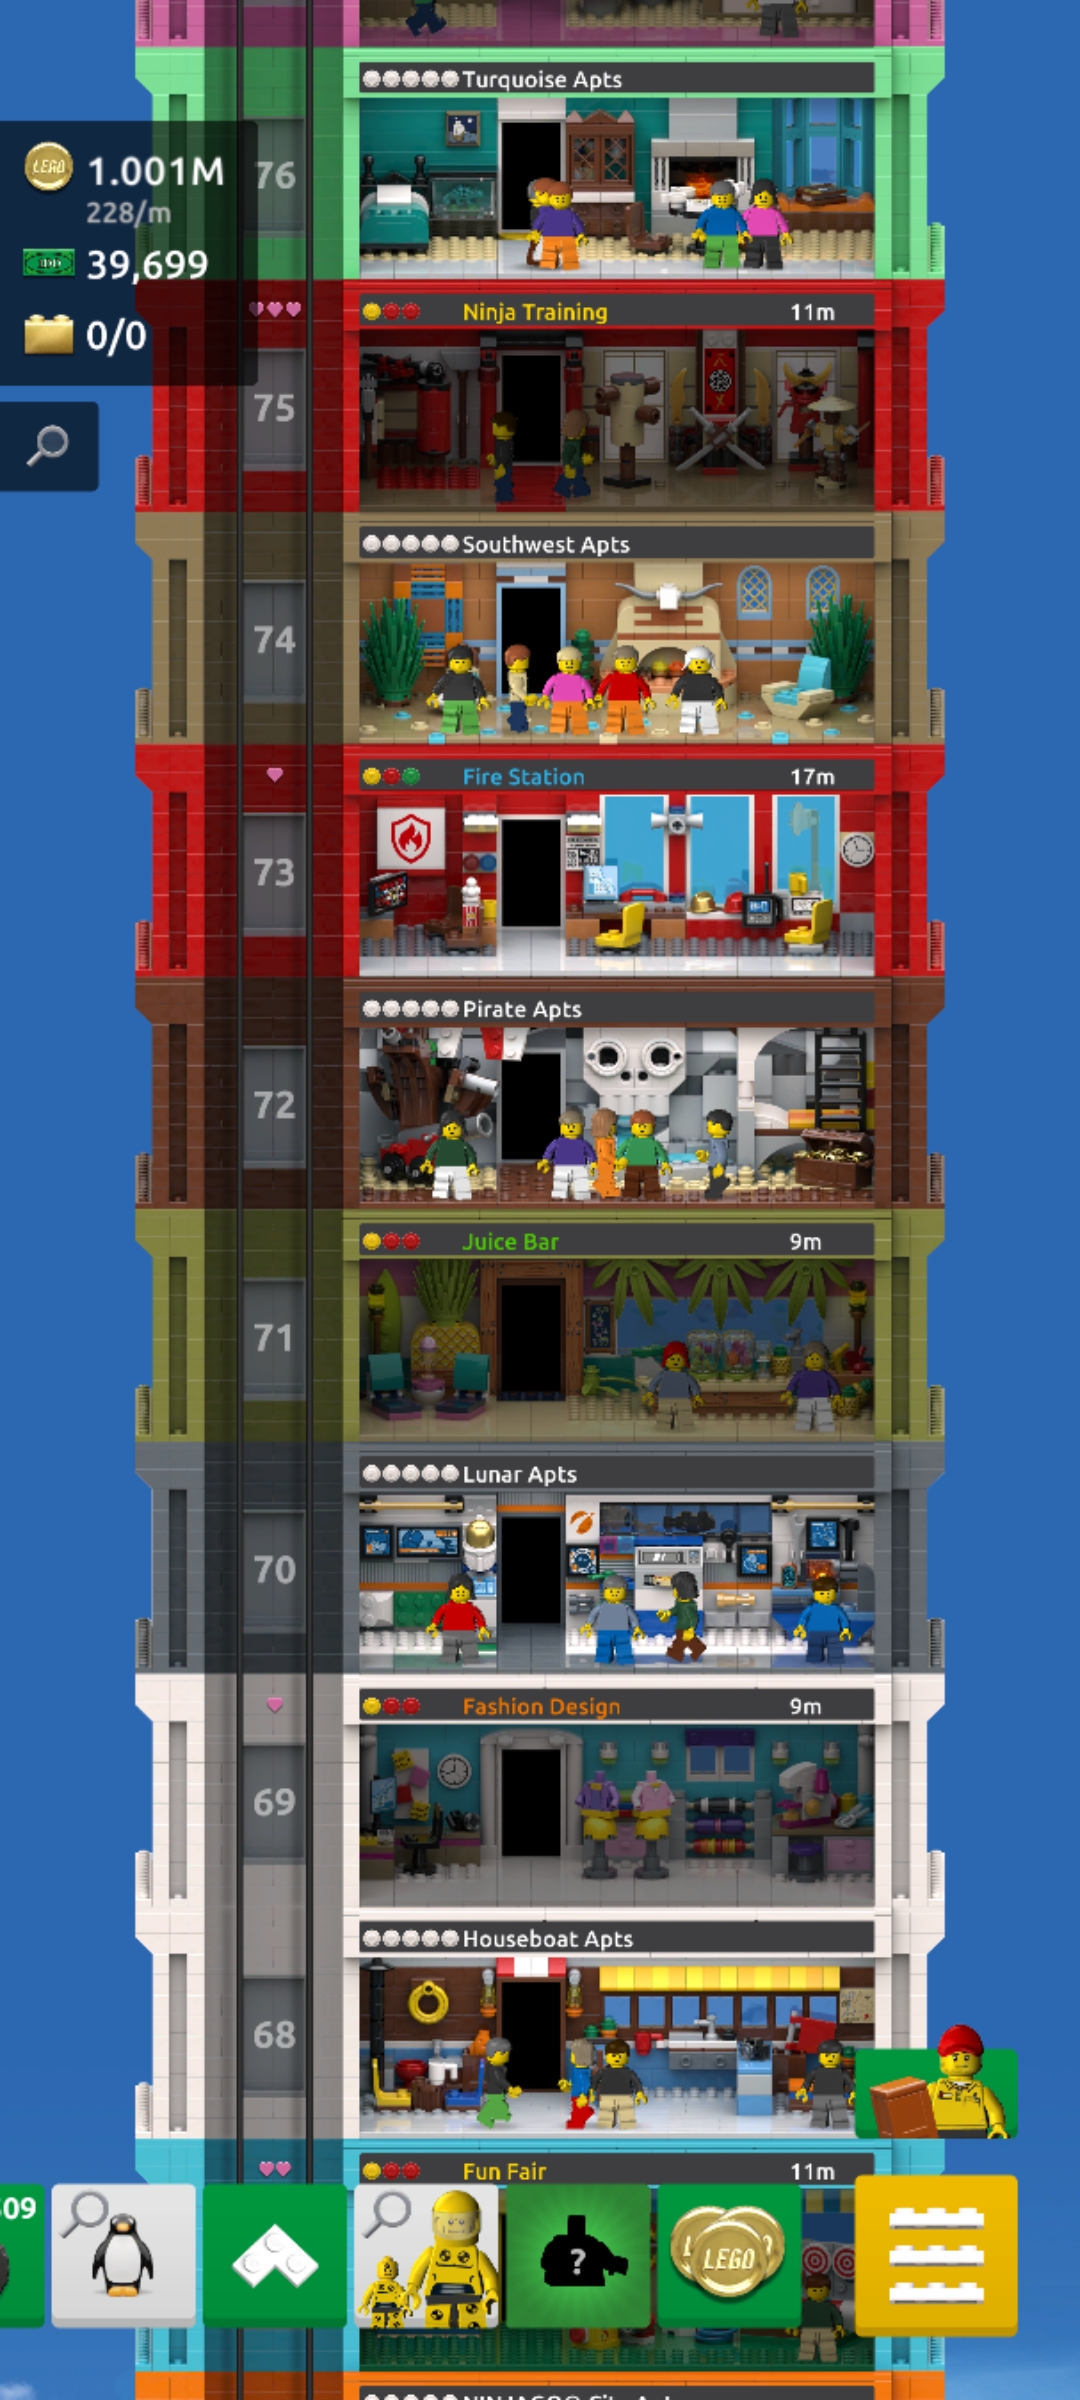 Turquoise Apts
LEGO 1.001M
228/m
39,699
0/0
76
Ninja Training 11m
75
Southwest Apts
74
Fire Station 17m
73
Pirate Apts
72
Juice Bar 9m
71
Lunar Apts
70
Fashion Design 9m
69
Houseboat Apts
68
Fun Fair 11m
09
?
LEGO